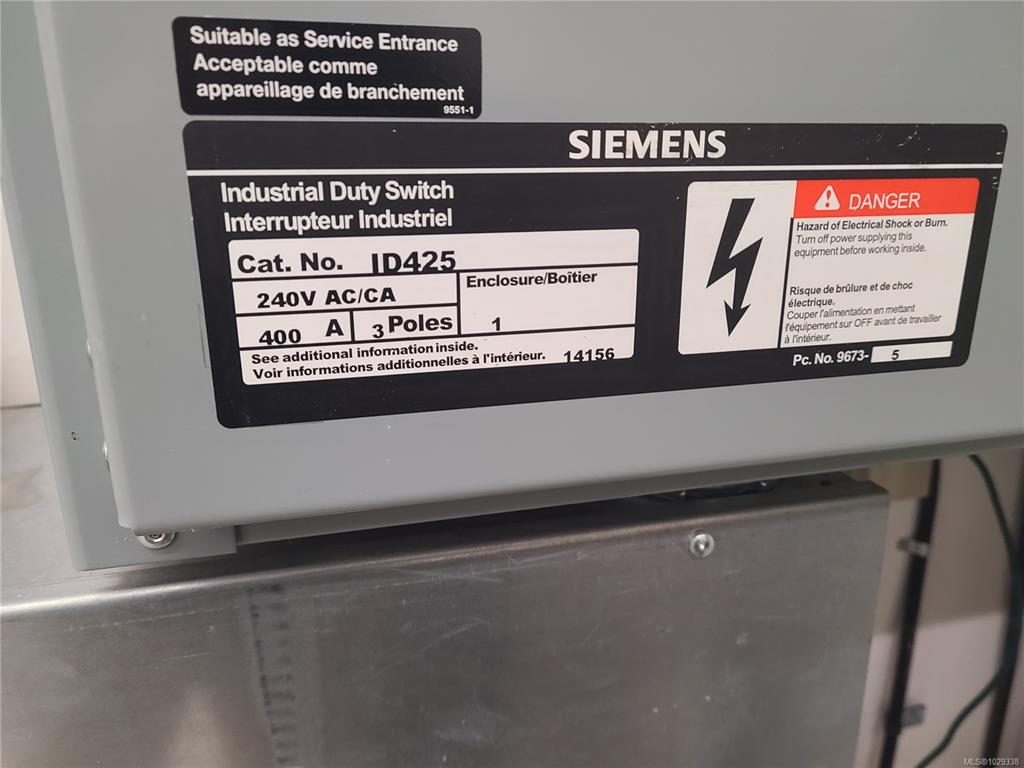 Suitable as Service Entrance
Acceptable comme
appareillage de branchement
9551-1
SIEMENS
Industrial Duty Switch
Interrupteur Industriel
Cat. No. ID425
240V AC/CA
Enclosure/Boîtier
400 A 3 Poles
1
See additional information inside.
Voir informations additionnelles à l'intérieur. 14156
DANGER
Hazard of Electrical Shock or Burn.
Turn off power supplying this
equipment before working inside.
Risque de brûlure et de choc
électrique.
Couper l'alimentation en mettant
l'équipement sur OFF avant de travailler
à l'intérieur.
Pc. No. 9673- 5
MLS®1029338